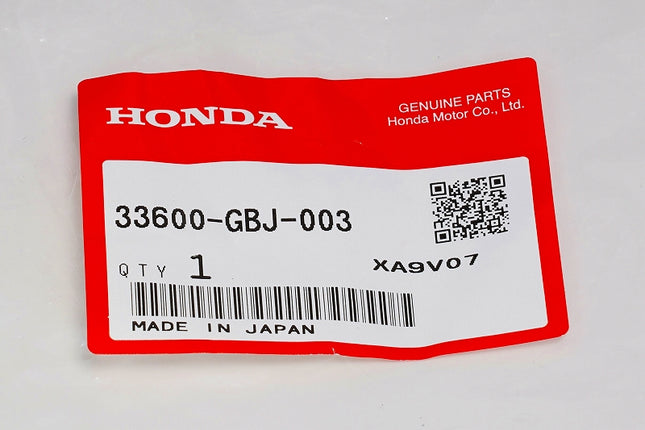 HONDA
GENUINE PARTS
Honda Motor Co., Ltd.
33600-GBJ-003
QTY 1
XA9V07
MADE IN JAPAN